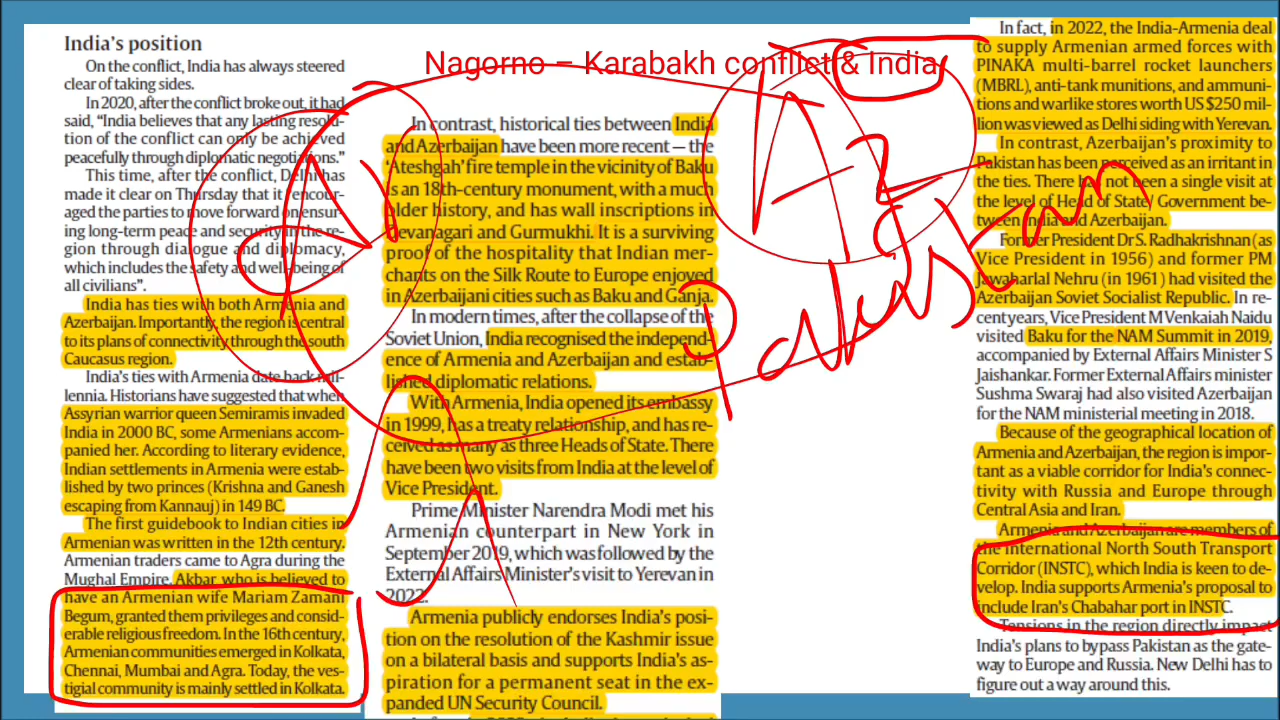 Nagorno – Karabakh conflict & India
India's position
On the conflict, India has always steered
clear of taking sides.
In 2020, after the conflict broke out, it had
said, "India believes that any lasting resolu-
tion of the conflict can only be achieved
peacefully through diplomatic negotiations."
This time, after the conflict, Delhi has
made it clear on Thursday that it "encour-
aged the parties to move forward on ensur-
ing long-term peace and security in the re-
gion through dialogue and diplomacy,
which includes the safety and well-being of
all civilians".
India has ties with both Armenia and
Azerbaijan. Importantly, the region is central
to its plans of connectivity through the south
Caucasus region.
India's ties with Armenia date back mil-
lennia. Historians have suggested that when
Assyrian warrior queen Semiramis invaded
India in 2000 BC, some Armenians accom-
panied her. According to literary evidence,
Indian settlements in Armenia were estab-
lished by two princes (Krishna and Ganesh
escaping from Kannauj) in 149 BC.
The first guidebook to Indian cities in
Armenian was written in the 12th century.
Armenian traders came to Agra during the
Mughal Empire. Akbar, who is believed to
have an Armenian wife Mariam Zamani
Begum, granted them privileges and consid-
erable religious freedom. In the 16th century,
Armenian communities emerged in Kolkata,
Chennai, Mumbai and Agra. Today, the ves-
tigial community is mainly settled in Kolkata.
In contrast, historical ties between India
and Azerbaijan have been more recent — the
'Ateshgah' fire temple in the vicinity of Baku
is an 18th-century monument, with a much
older history, and has wall inscriptions in
Devanagari and Gurmukhi. It is a surviving
proof of the hospitality that Indian mer-
chants on the Silk Route to Europe enjoyed
in Azerbaijani cities such as Baku and Ganja.
In modern times, after the collapse of the
Soviet Union, India recognised the independ-
ence of Armenia and Azerbaijan and estab-
lished diplomatic relations.
With Armenia, India opened its embassy
in 1999, has a treaty relationship, and has re-
ceived as many as three Heads of State. There
have been two visits from India at the level of
Vice President.
Prime Minister Narendra Modi met his
Armenian counterpart in New York in
September 2019, which was followed by the
External Affairs Minister's visit to Yerevan in
2022.
Armenia publicly endorses India's posi-
tion on the resolution of the Kashmir issue
on a bilateral basis and supports India's as-
piration for a permanent seat in the ex-
panded UN Security Council.
In fact, in 2022, the India-Armenia deal
to supply Armenian armed forces with
PINAKA multi-barrel rocket launchers
(MBRL), anti-tank munitions, and ammuni-
tions and warlike stores worth US $250 mil-
lion was viewed as Delhi siding with Yerevan.
In contrast, Azerbaijan's proximity to
Pakistan has been perceived as an irritant in
the ties. There had not been a single visit at
the level of Head of State/ Government be-
tween India and Azerbaijan.
Former President Dr S. Radhakrishnan (as
Vice President in 1956) and former PM
Jawaharlal Nehru (in 1961) had visited the
Azerbaijan Soviet Socialist Republic. In re-
cent years, Vice President M Venkaiah Naidu
visited Baku for the NAM Summit in 2019,
accompanied by External Affairs Minister S
Jaishankar. Former External Affairs minister
Sushma Swaraj had also visited Azerbaijan
for the NAM ministerial meeting in 2018.
Because of the geographical location of
Armenia and Azerbaijan, the region is impor-
tant as a viable corridor for India's connec-
tivity with Russia and Europe through
Central Asia and Iran.
Armenia and Azerbaijan are members of
the International North South Transport
Corridor (INSTC), which India is keen to de-
velop. India supports Armenia's proposal to
include Iran's Chabahar port in INSTC.
Tensions in the region directly impact
India's plans to bypass Pakistan as the gate-
way to Europe and Russia. New Delhi has to
figure out a way around this.